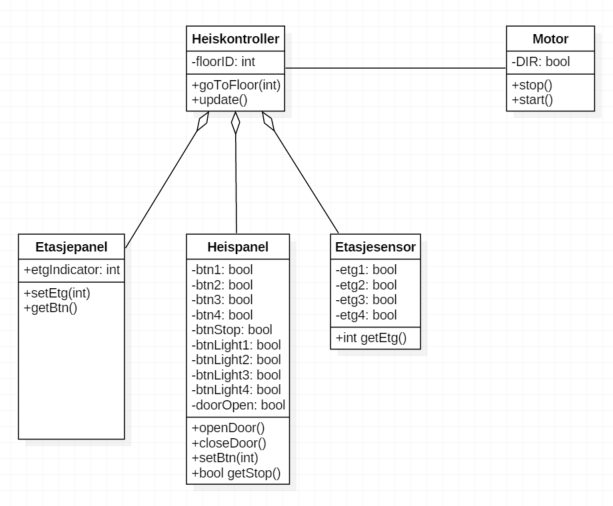 Heiskontroller
-floorID: int
+goToFloor(int)
+update()
Motor
-DIR: bool
+stop()
+start()
Etasjepanel
+etgIndicator: int
+setEtg(int)
+getBtn()
Heispanel
-btn1: bool
-btn2: bool
-btn3: bool
-btn4: bool
-btnStop: bool
-btnLight1: bool
-btnLight2: bool
-btnLight3: bool
-btnLight4: bool
-doorOpen: bool
+openDoor()
+closeDoor()
+setBtn(int)
+bool getStop()
Etasjesensor
-etg1: bool
-etg2: bool
-etg3: bool
-etg4: bool
+int getEtg()